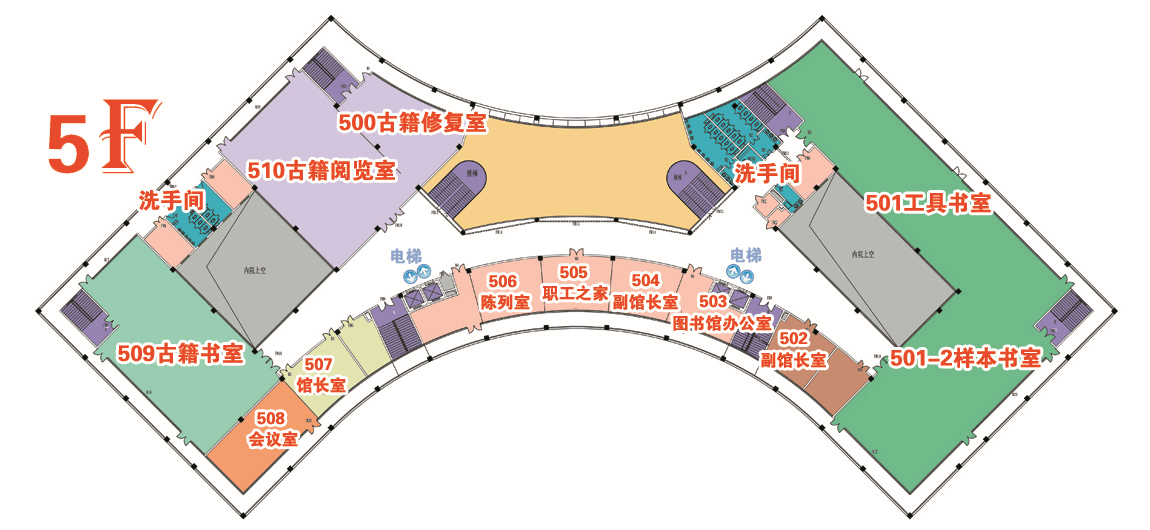 5F
500古籍修复室
510古籍阅览室
洗手间
楼梯
楼梯
洗手间
501工具书室
内院上空
内院上空
电梯
电梯
506
陈列室
505
职工之家
504
副馆长室
503
图书馆办公室
502
副馆长室
501-2样本书室
509古籍书室
507
馆长室
508
会议室